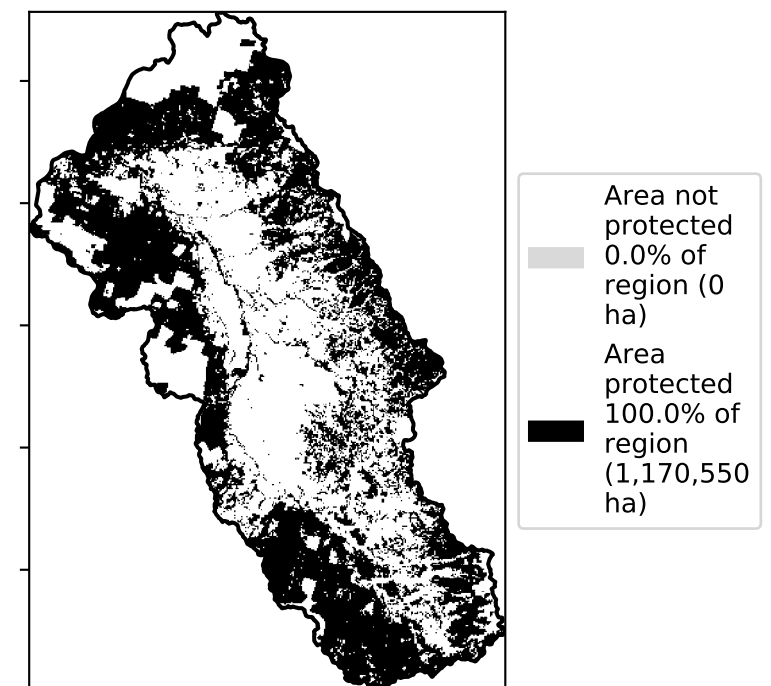 Area not
protected
0.0% of
region (0
ha)
Area
protected
100.0% of
region
(1,170,550
ha)